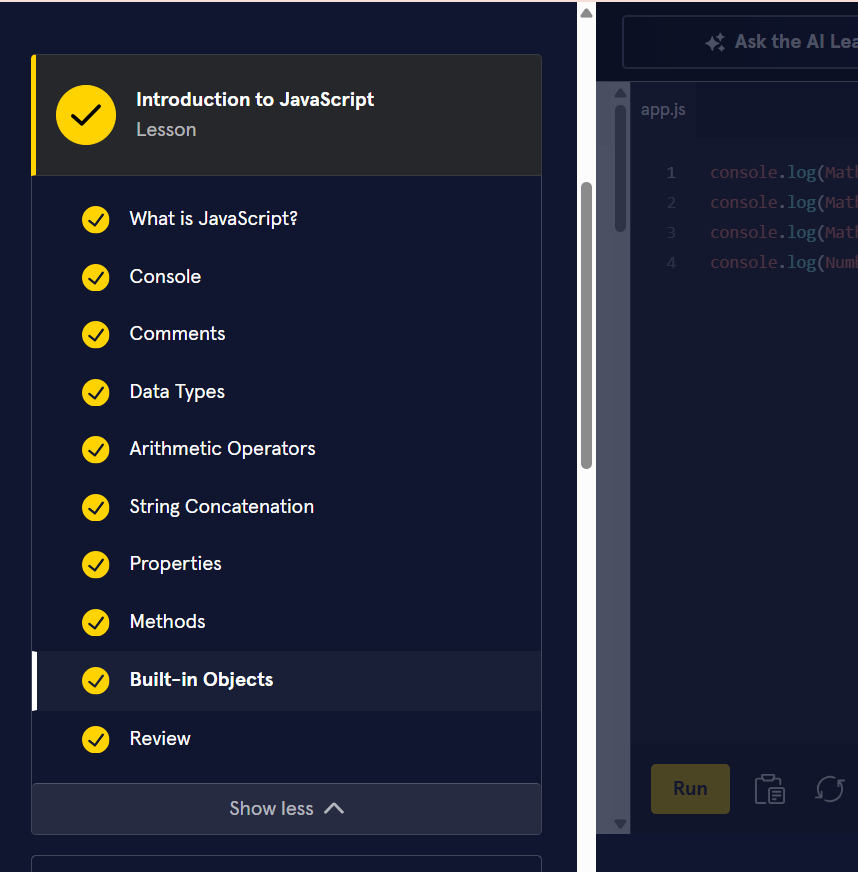 Introduction to JavaScript
Lesson
What is JavaScript?
Console
Comments
Data Types
Arithmetic Operators
String Concatenation
Properties
Methods
Built-in Objects
Review
Show less
Ask the AI Lea
app.js
1 console.log(Math
2 console.log(Math
3 console.log(Math
4 console.log(Numb
Run